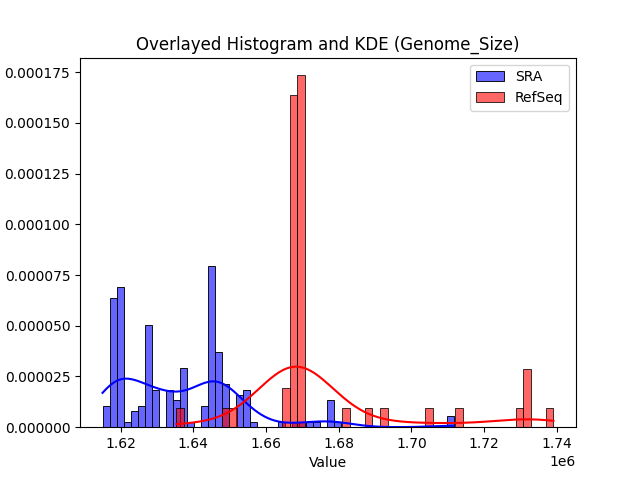 Overlayed Histogram and KDE (Genome_Size)
SRA
RefSeq
0.000175
0.000150
0.000125
0.000100
0.000075
0.000050
0.000025
0.000000
1.62 1.64 1.66 1.68 1.70 1.72 1.74
Value
1e6